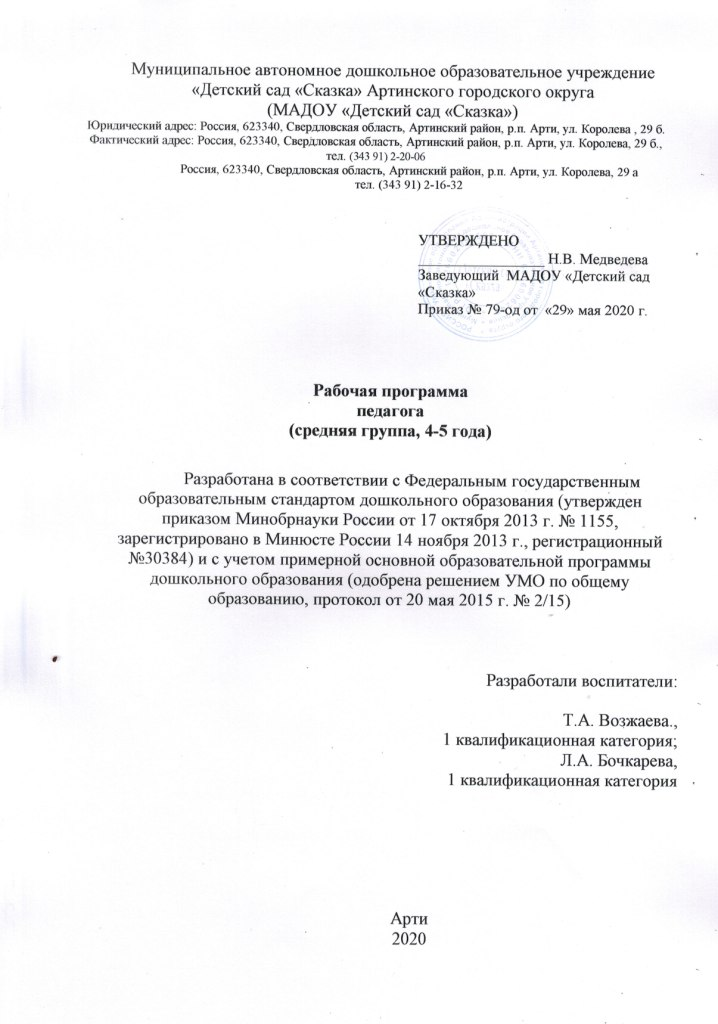 Муниципальное автономное дошкольное образовательное учреждение
«Детский сад «Сказка» Артинского городского округа
(МАДОУ «Детский сад «Сказка»)
Юридический адрес: Россия, 623340, Свердловская область, Артинский район, р.п. Арти, ул. Королева , 29 б.
Фактический адрес: Россия, 623340, Свердловская область, Артинский район, р.п. Арти, ул. Королева, 29 б.,
тел. (343 91) 2-20-06
Россия, 623340, Свердловская область, Артинский район, р.п. Арти, ул. Королева, 29 а
тел. (343 91) 2-16-32
УТВЕРЖДЕНО
__________________ Н.В. Медведева
Заведующий МАДОУ «Детский сад
«Сказка»
Приказ № 79-од от «29» мая 2020 г.
Рабочая программа
педагога
(средняя группа, 4-5 года)
Разработана в соответствии с Федеральным государственным
образовательным стандартом дошкольного образования (утвержден
приказом Минобрнауки России от 17 октября 2013 г. № 1155,
зарегистрировано в Минюсте России 14 ноября 2013 г., регистрационный
№30384) и с учетом примерной основной образовательной программы
дошкольного образования (одобрена решением УМО по общему
образованию, протокол от 20 мая 2015 г. № 2/15)
Разработали воспитатели:
Т.А. Возжаева.,
1 квалификационная категория;
Л.А. Бочкарева,
1 квалификационная категория
Арти
2020